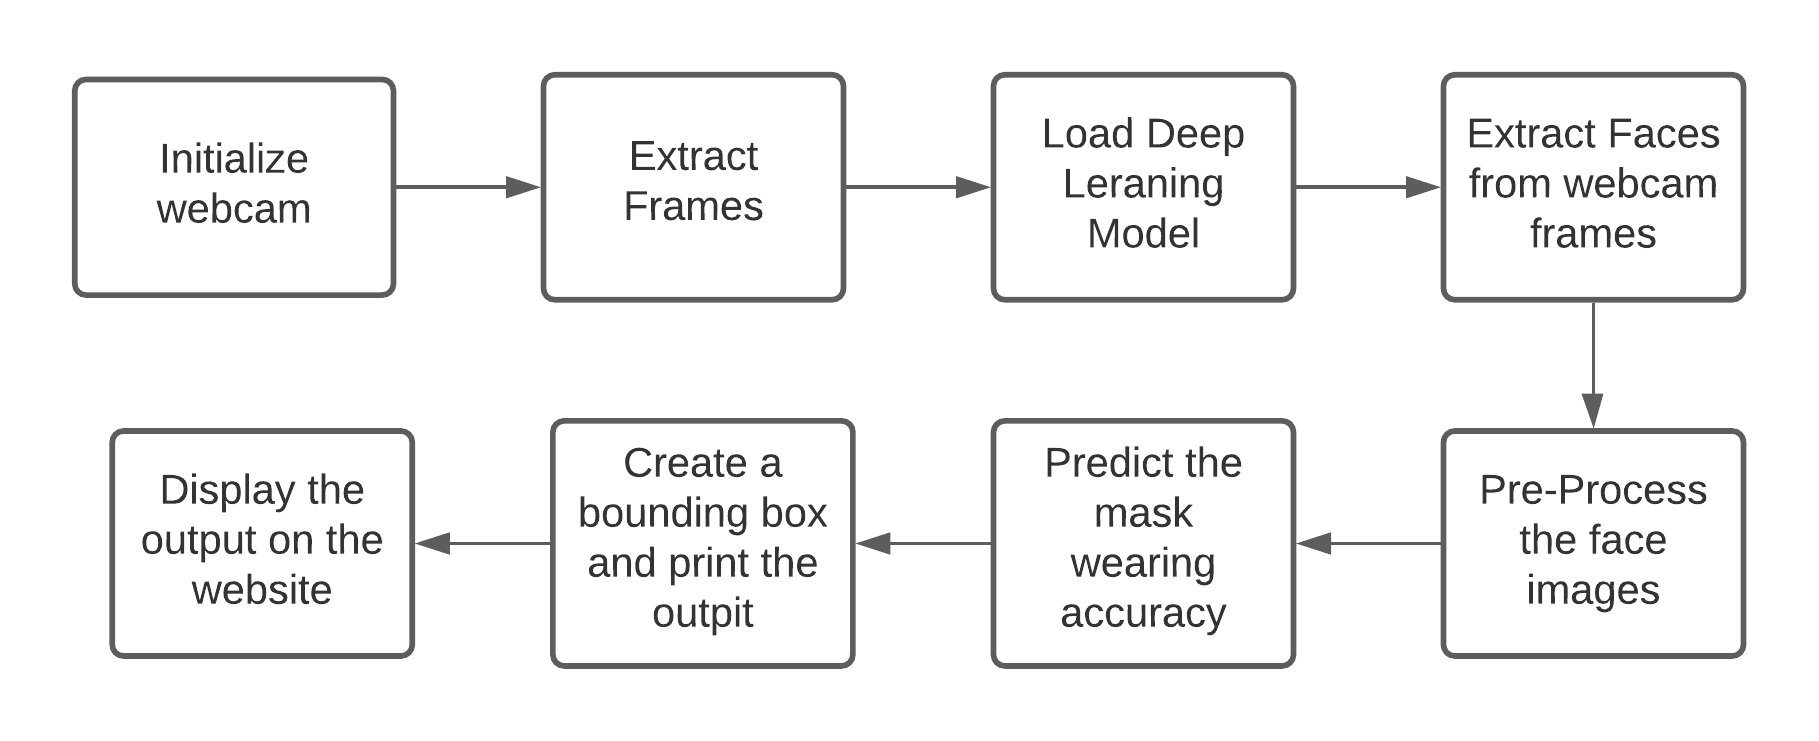 Initialize
webcam
Extract
Frames
Load Deep
Leraning
Model
Extract Faces
from webcam
frames
Pre-Process
the face
images
Predict the
mask
wearing
accuracy
Create a
bounding box
and print the
outpit
Display the
output on the
website